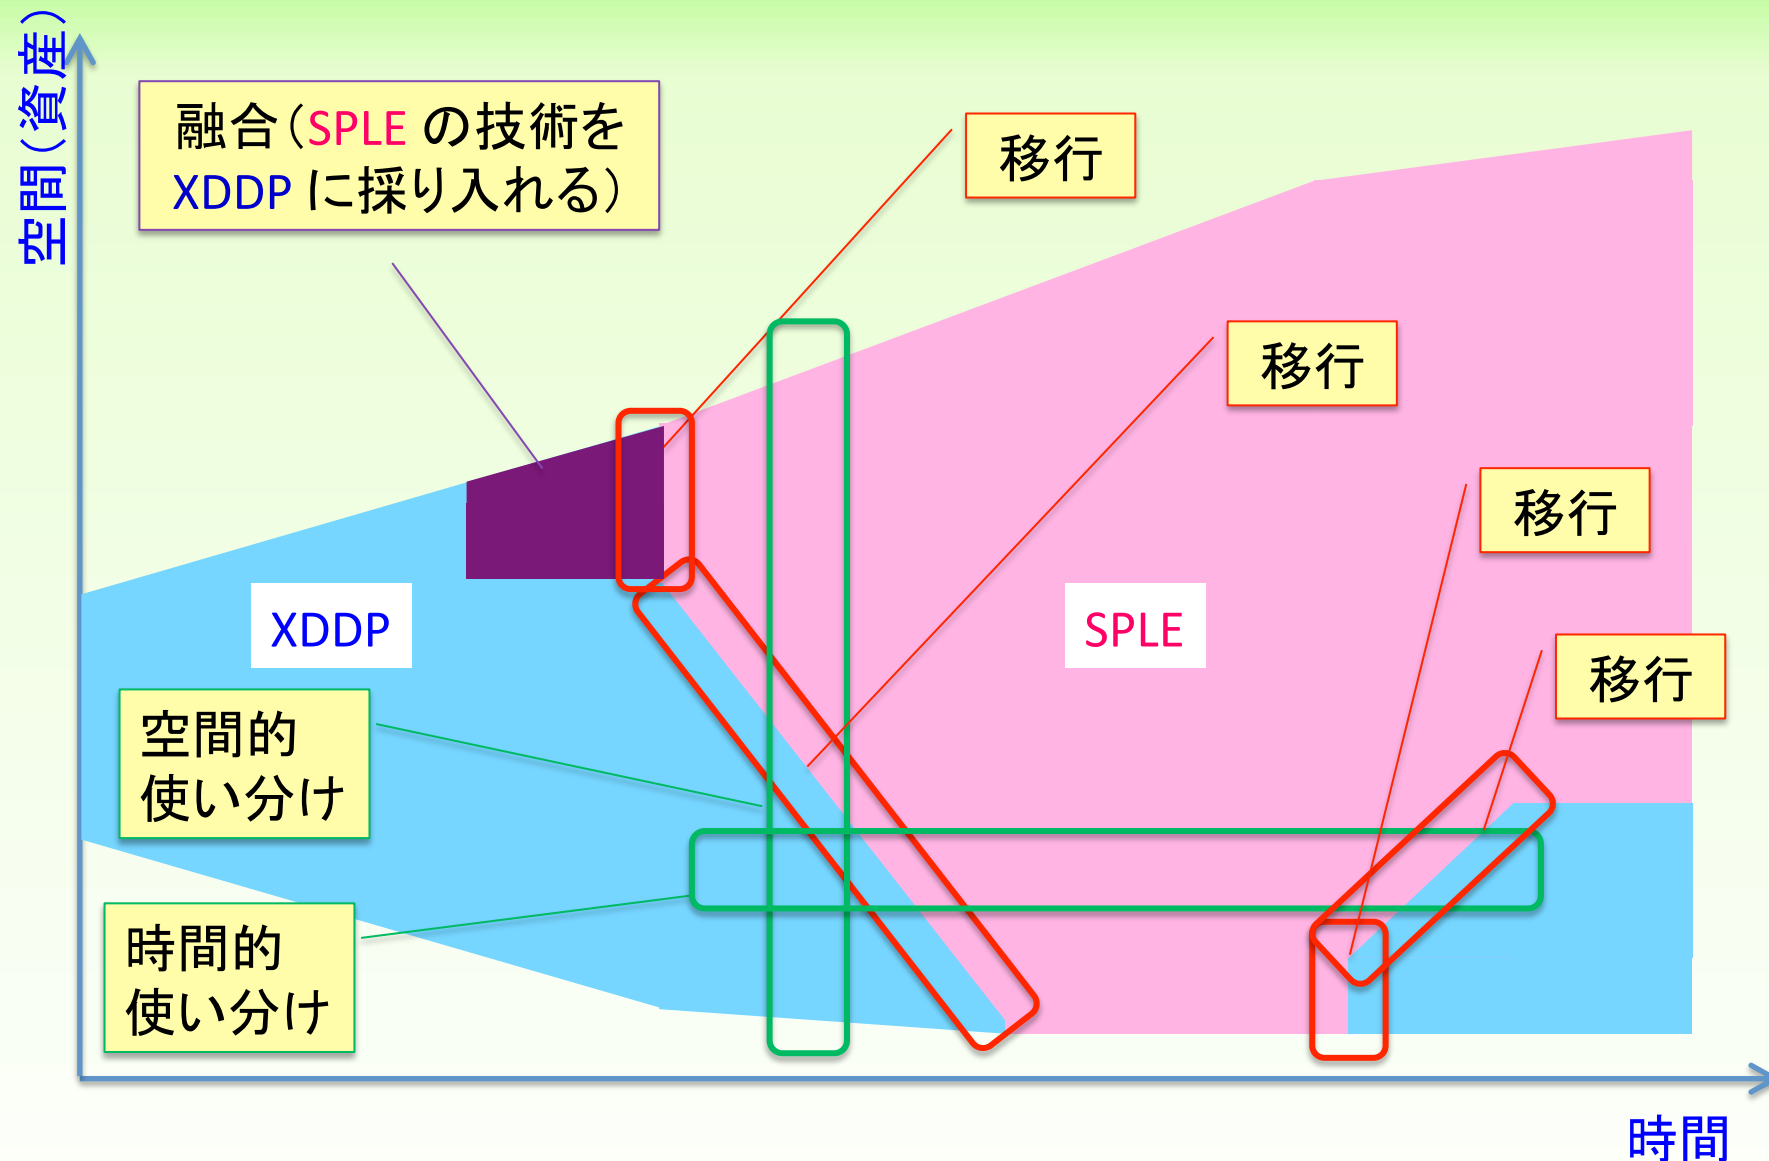 空間（資産）
融合（SPLE の技術を
XDDP に採り入れる）
移行
移行
移行
XDDP
SPLE
移行
空間的
使い分け
時間的
使い分け
時間